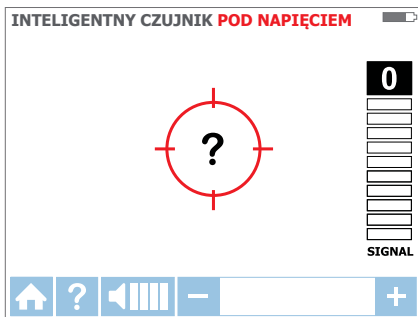 INTELIGENTNY CZUJNIK POD NAPIĘCIEM
0
?
SIGNAL
? − +